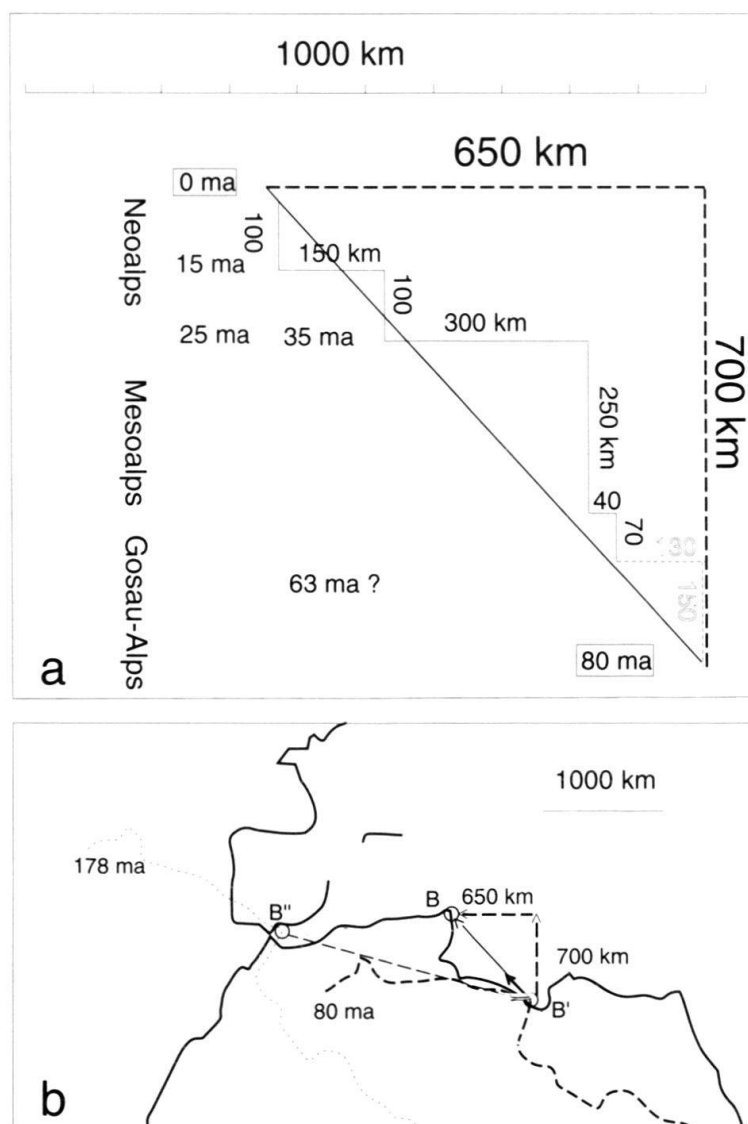 1000 km
650 km
0 ma
Neoalps
100
15 ma
150 km
100
25 ma
35 ma
300 km
700 km
Mesoalps
250 km
40
70
130
Gosau-Alps
63 ma ?
150
80 ma
a
1000 km
178 ma
B
650 km
B"
700 km
80 ma
B'
b